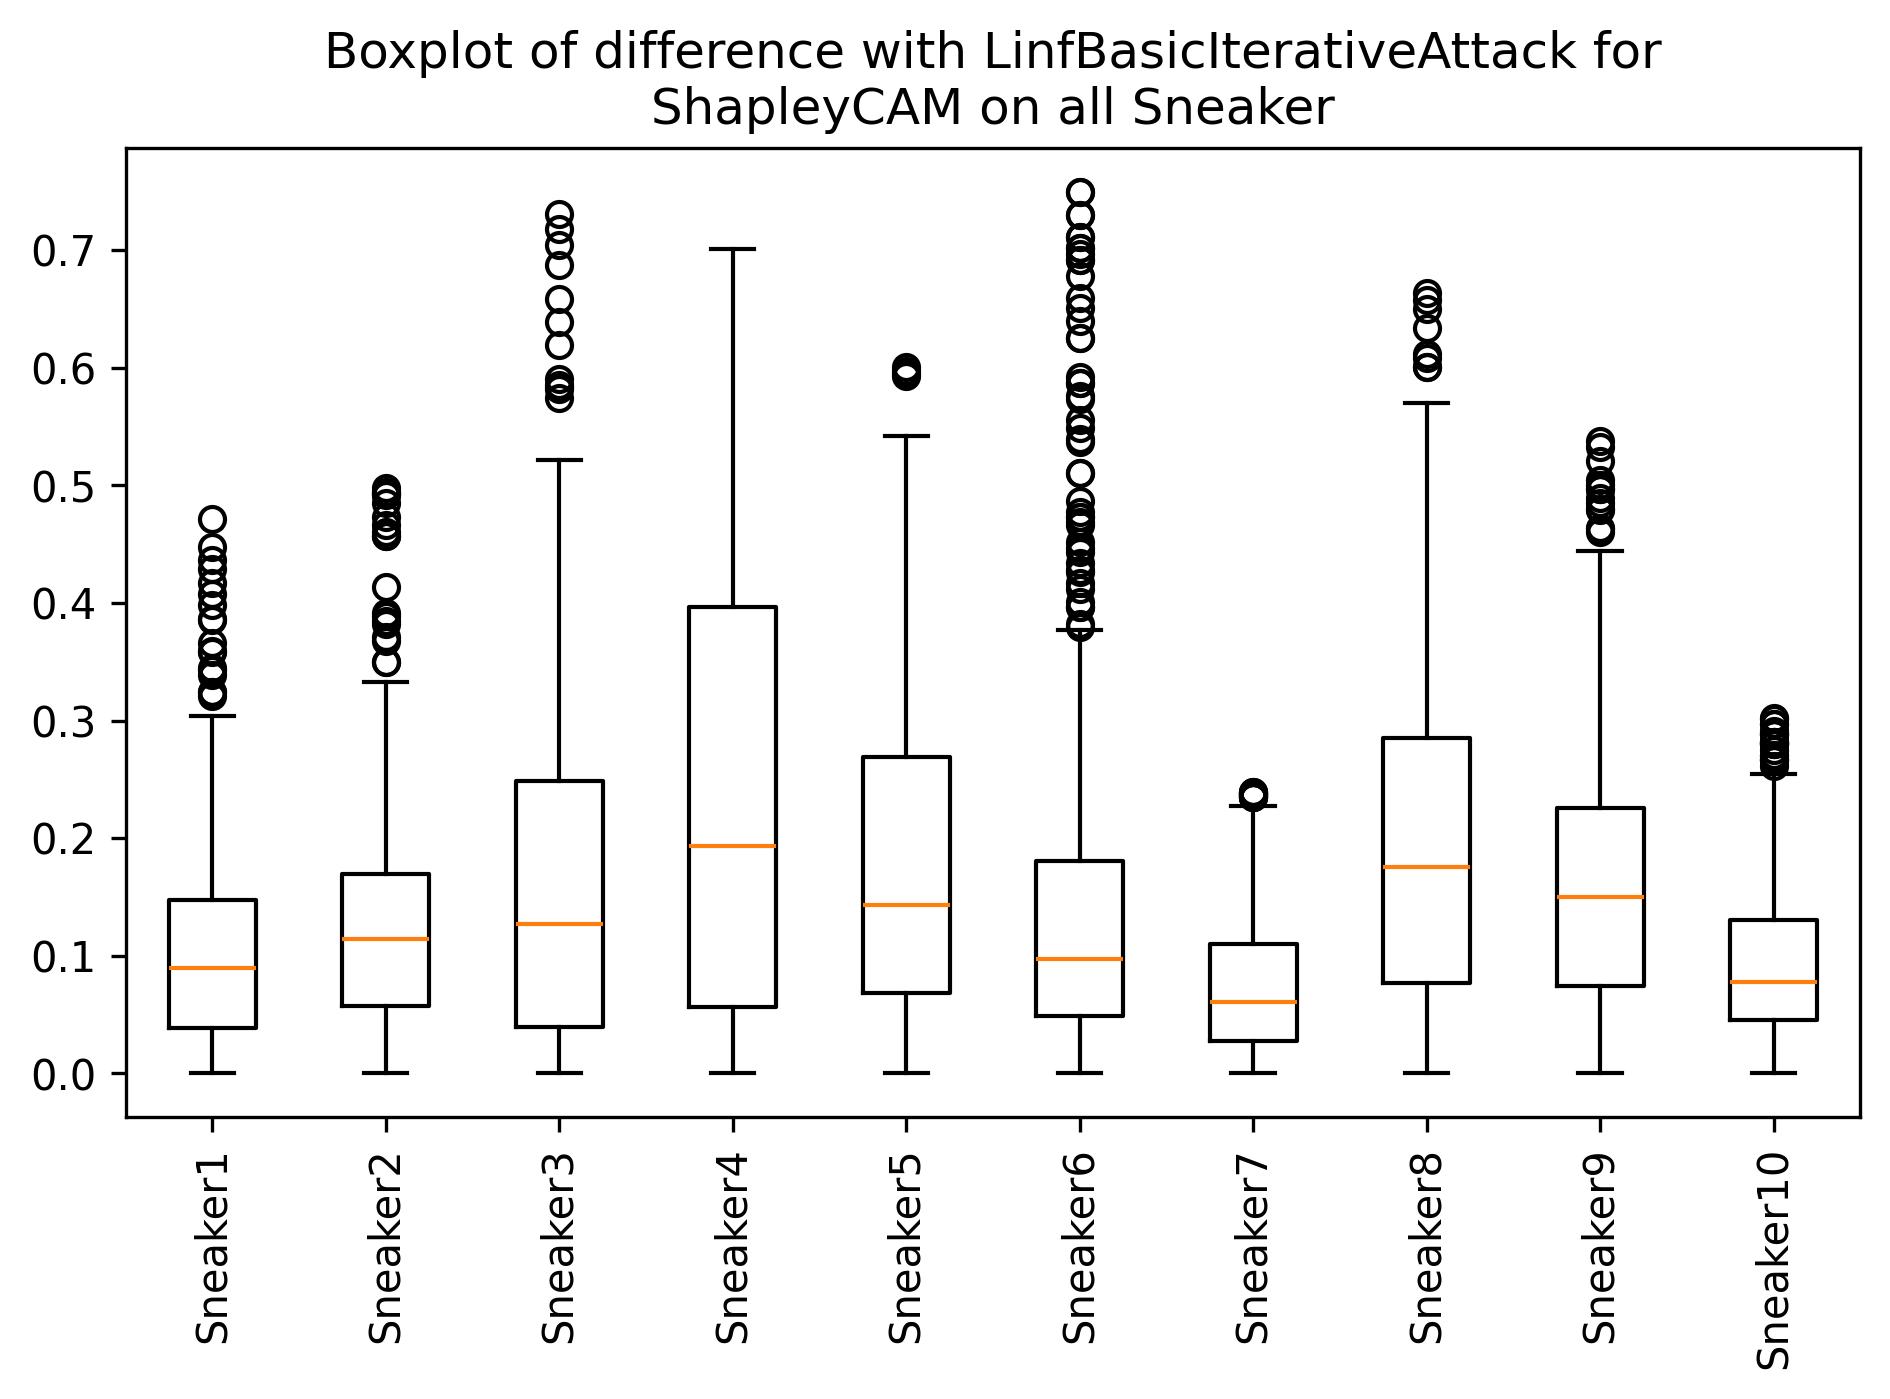 Boxplot of difference with LinfBasicIterativeAttack for
ShapleyCAM on all Sneaker
0.7
0.6
0.5
0.4
0.3
0.2
0.1
0.0
Sneaker1
Sneaker2
Sneaker3
Sneaker4
Sneaker5
Sneaker6
Sneaker7
Sneaker8
Sneaker9
Sneaker10